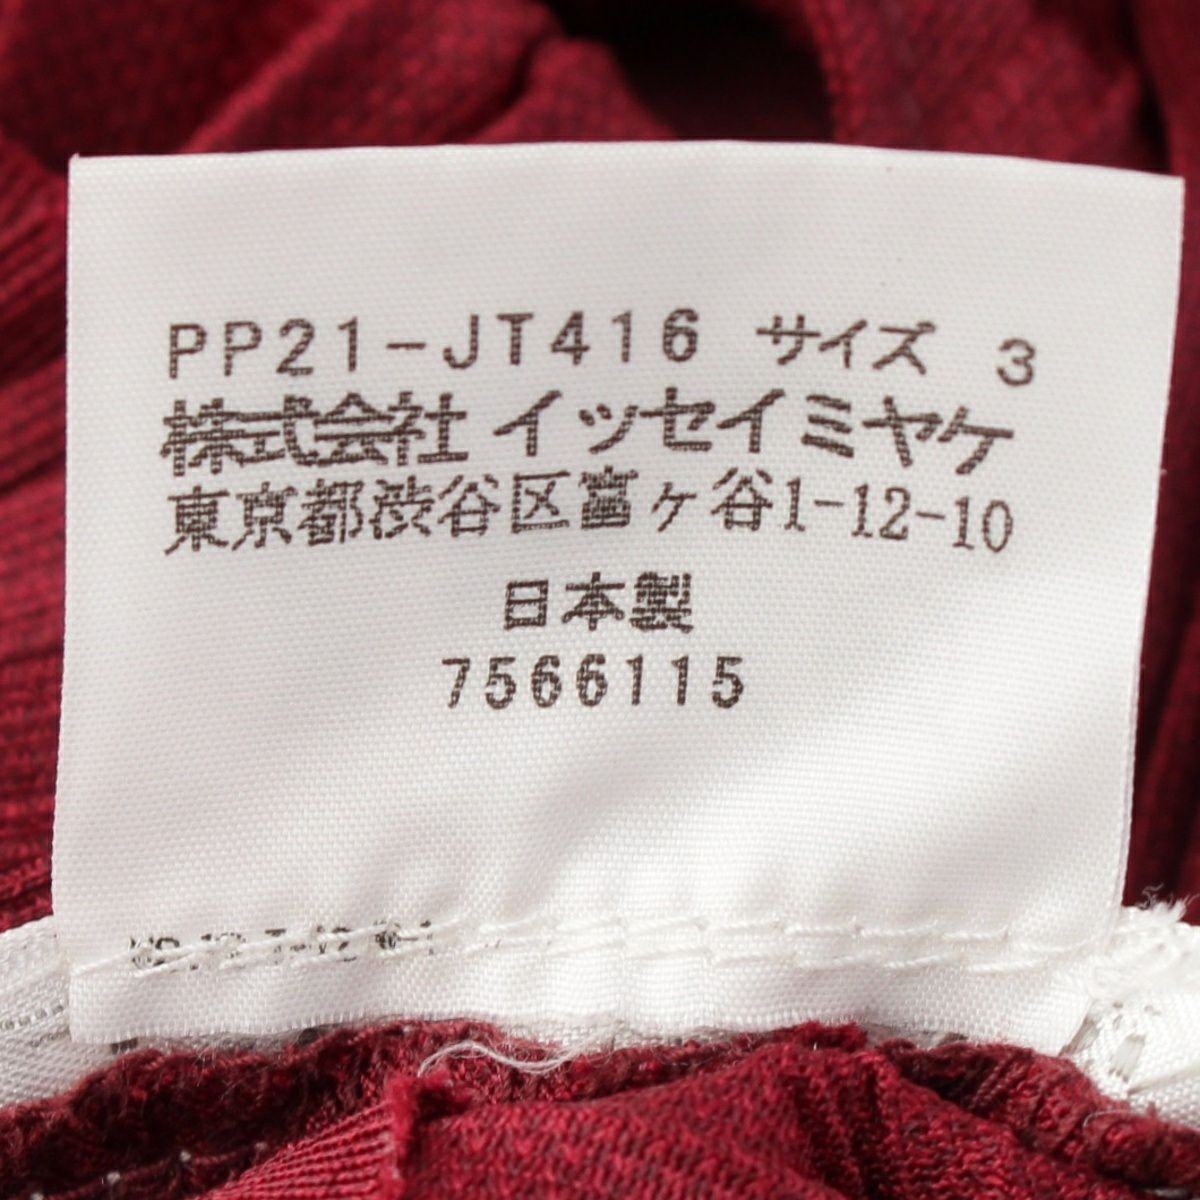 PP21-JT416 サイズ 3
株式会社 イッセイミヤケ
東京都渋谷区富ヶ谷1-12-10
日本製
7566115